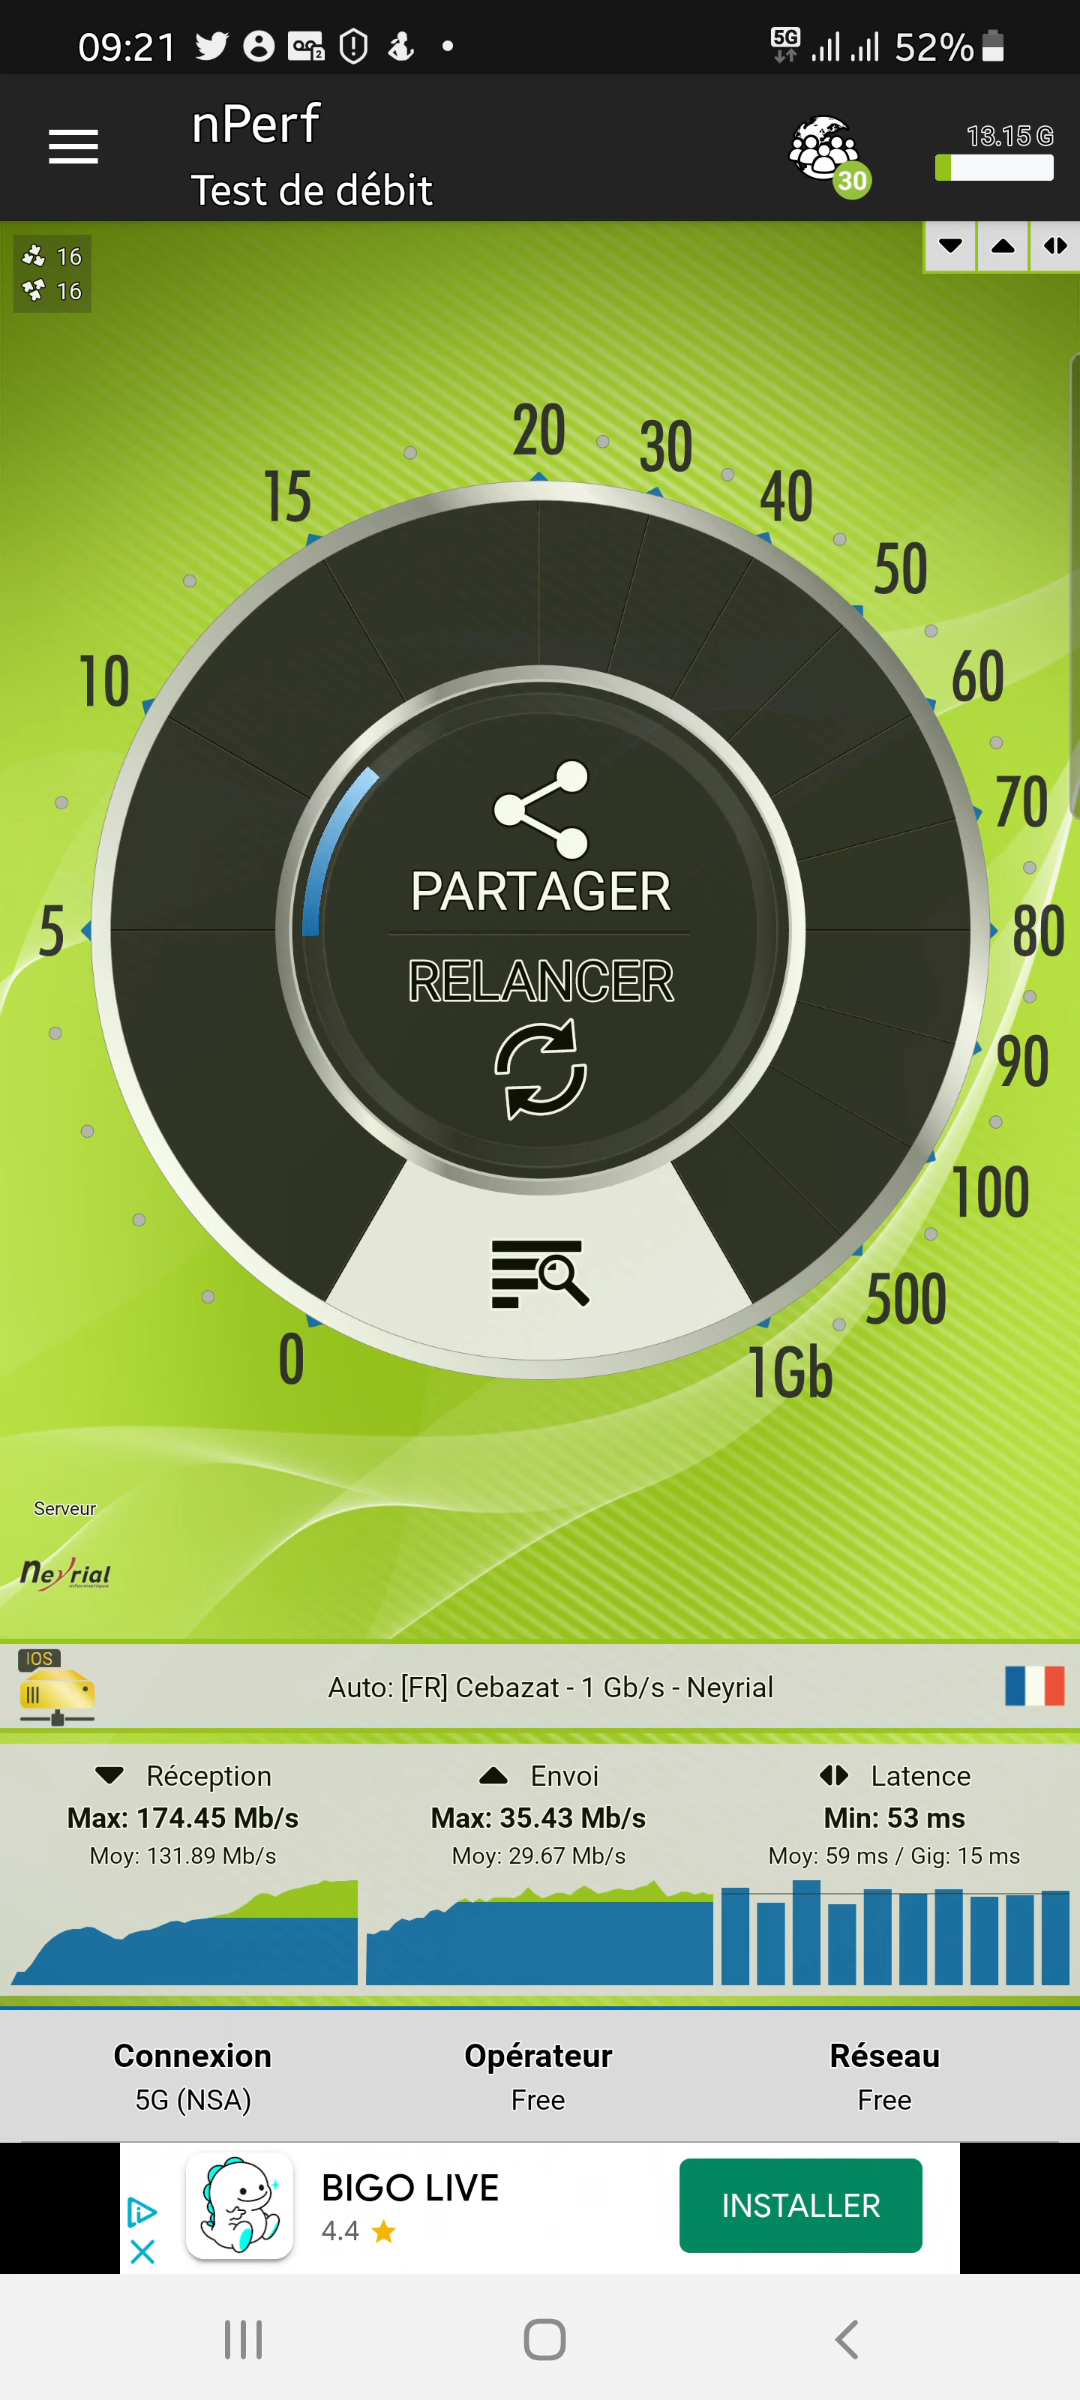 09:21
5G
52%
nPerf
Test de débit
30
13.15 G
16
16
20
30
15
40
50
10
60
70
5
80
90
100
500
0
1Gb
PARTAGER
RELANCER
Serveur
Neyrial
informatique
IOS
Auto: [FR] Cebazat - 1 Gb/s - Neyrial
Réception
Max: 174.45 Mb/s
Moy: 131.89 Mb/s
Envoi
Max: 35.43 Mb/s
Moy: 29.67 Mb/s
Latence
Min: 53 ms
Moy: 59 ms / Gig: 15 ms
Connexion
5G (NSA)
Opérateur
Free
Réseau
Free
BIGO LIVE
4.4
INSTALLER